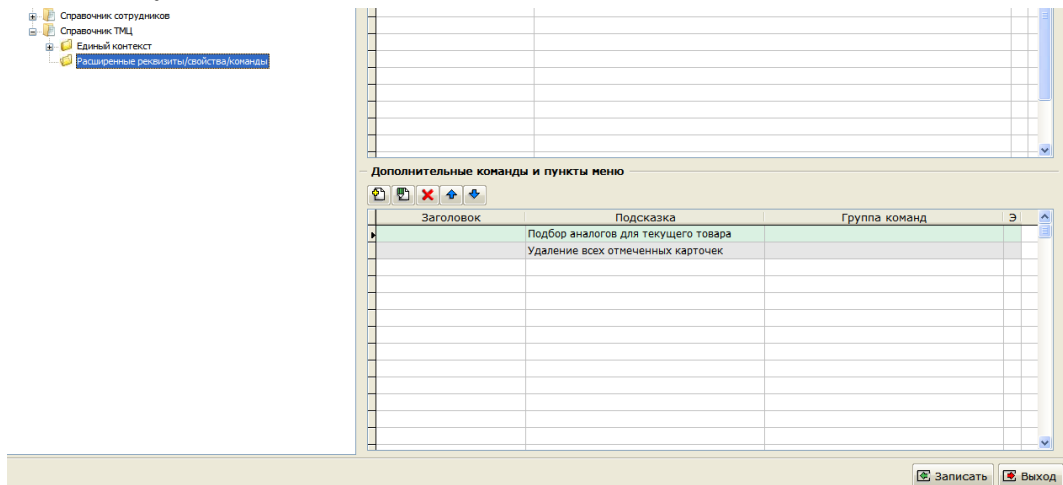 Справочник сотрудников
Справочник ТМЦ
Единый контекст
Расширенные реквизиты/свойства/команды
Дополнительные команды и пункты меню
Заголовок Подсказка Группа команд Э
Подбор аналогов для текущего товара
Удаление всех отмеченных карточек
Записать Выход